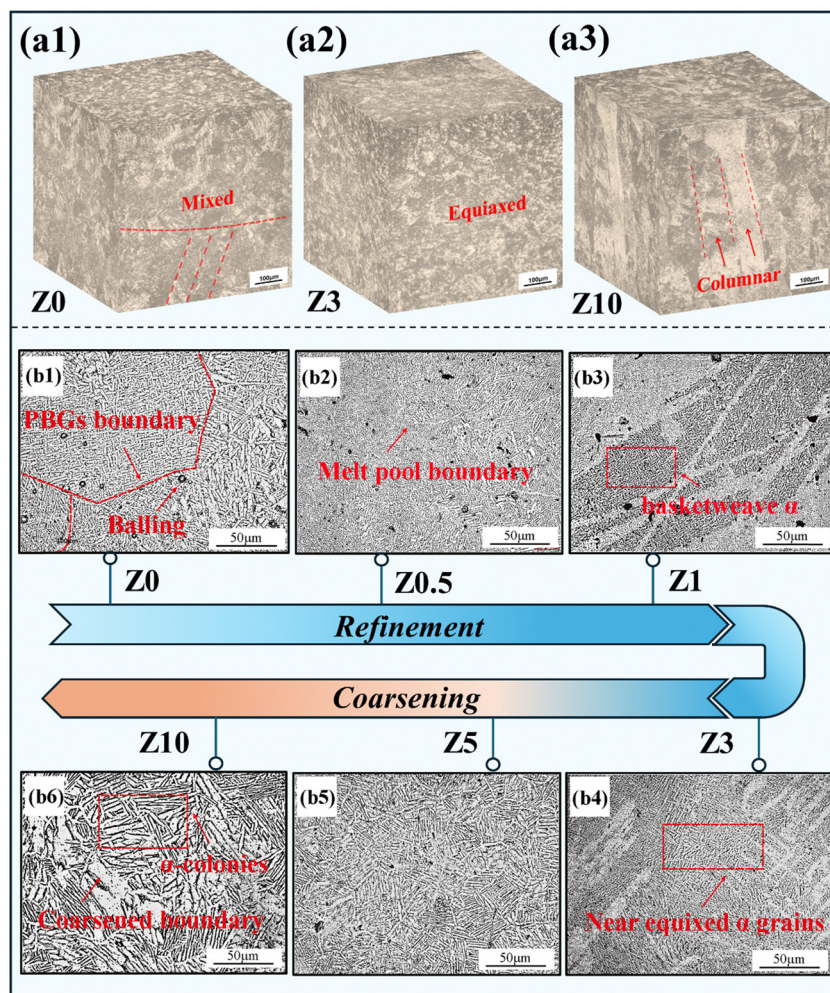 (a1)
(a2)
(a3)
Mixed
Equiaxed
Columnar
100μm
100μm
100μm
Z0
Z3
Z10
(b1)
(b2)
(b3)
PBGs boundary
Balling
Melt pool boundary
basketweave α
50μm
50μm
50μm
Z0
Z0.5
Z1
Refinement
Coarsening
Z10
Z5
Z3
(b6)
(b5)
(b4)
α-colonies
Coarsened boundary
Near equixed α grains
50μm
50μm
50μm